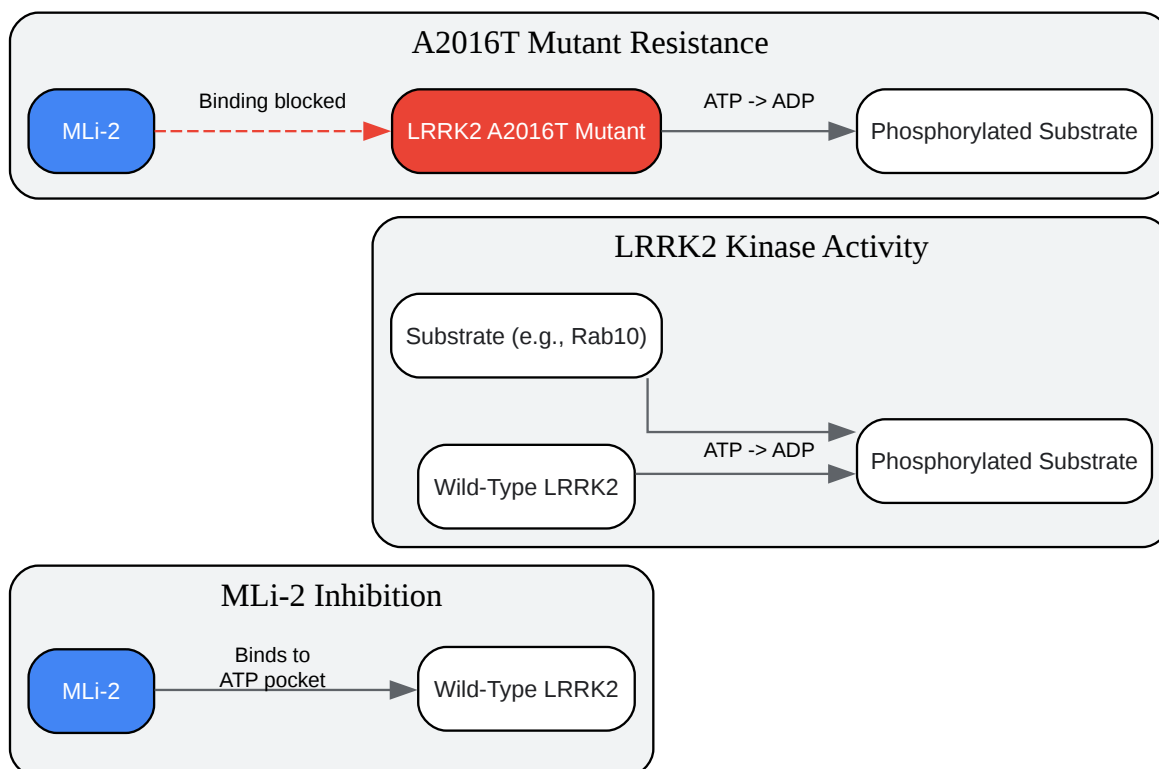 A2016T Mutant Resistance
MLi-2
Binding blocked
LRRK2 A2016T Mutant
ATP -> ADP
Phosphorylated Substrate
LRRK2 Kinase Activity
Substrate (e.g., Rab10)
Wild-Type LRRK2
ATP -> ADP
Phosphorylated Substrate
MLi-2 Inhibition
MLi-2
Binds to
ATP pocket
Wild-Type LRRK2